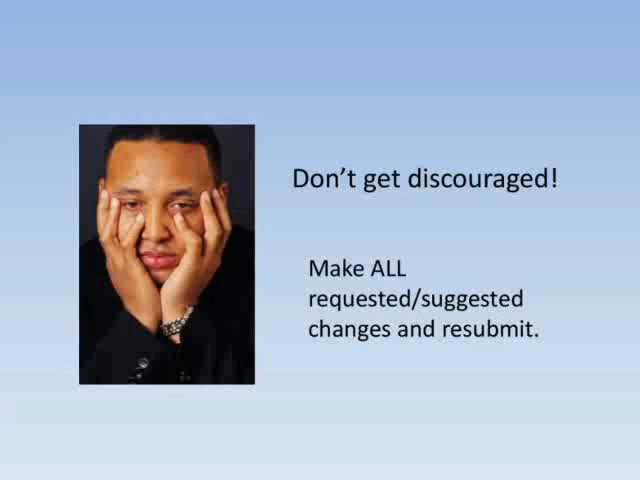 Don’t get discouraged!
Make ALL
requested/suggested
changes and resubmit.